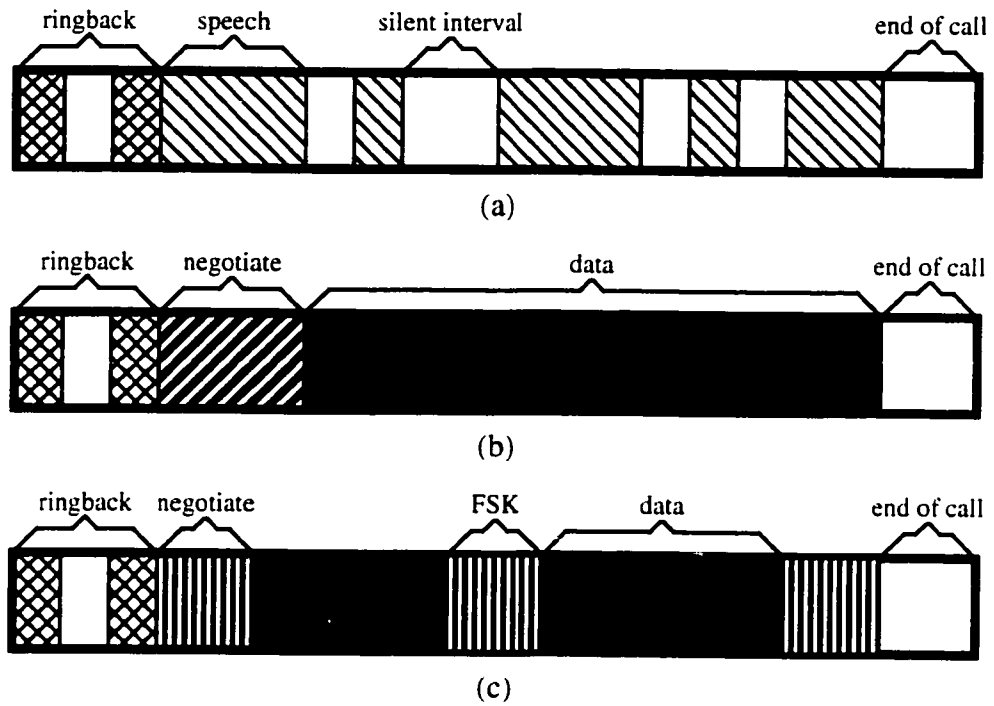 ringback speech silent interval end of call
(a)
ringback negotiate data end of call
(b)
ringback negotiate FSK data end of call
(c)